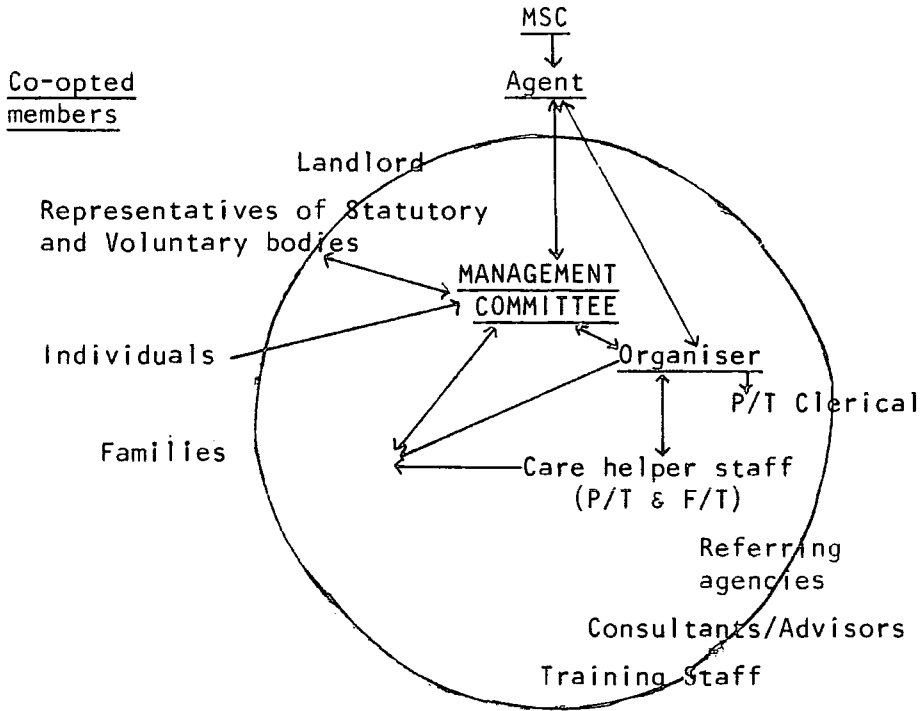 MSC
Agent
Co-opted
members
Landlord
Representatives of Statutory
and Voluntary bodies
MANAGEMENT
COMMITTEE
Individuals
Organiser
P/T Clerical
Families
Care helper staff
(P/T & F/T)
Referring
agencies
Consultants/Advisors
Training Staff